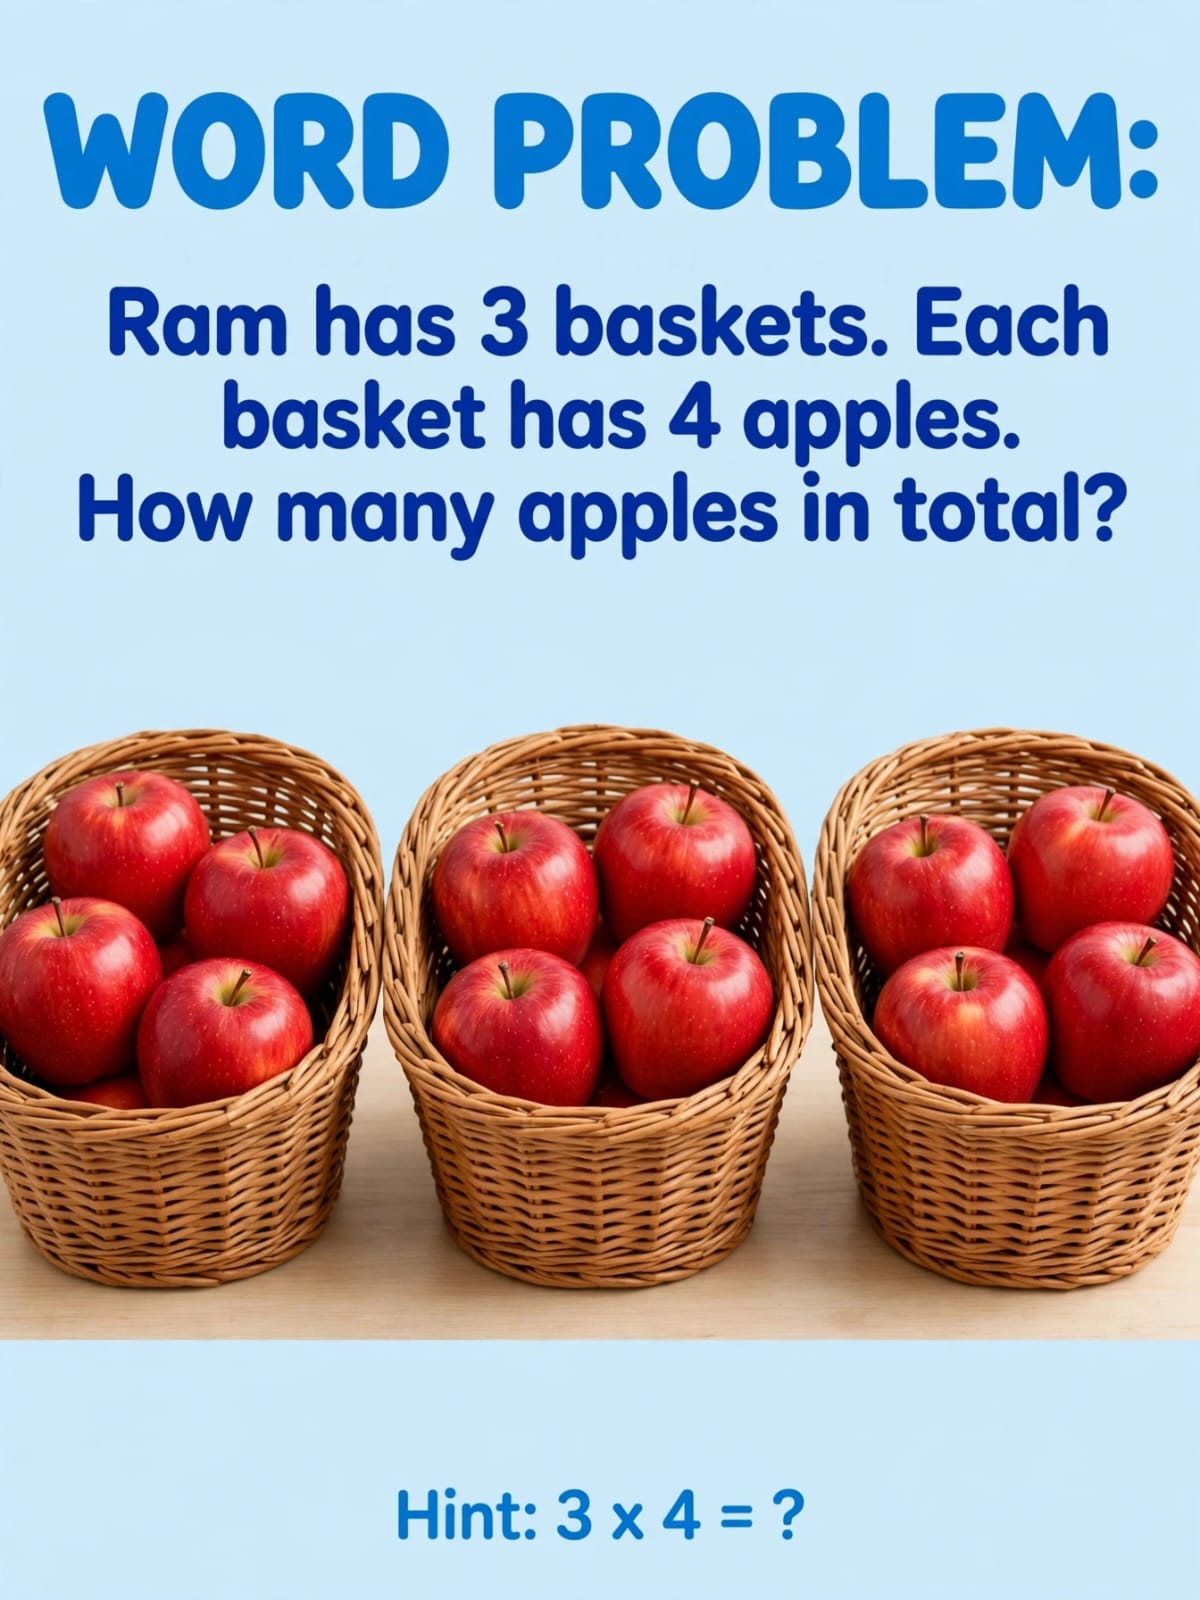 WORD PROBLEM:
Ram has 3 baskets. Each
basket has 4 apples.
How many apples in total?
Hint: 3 x 4 = ?